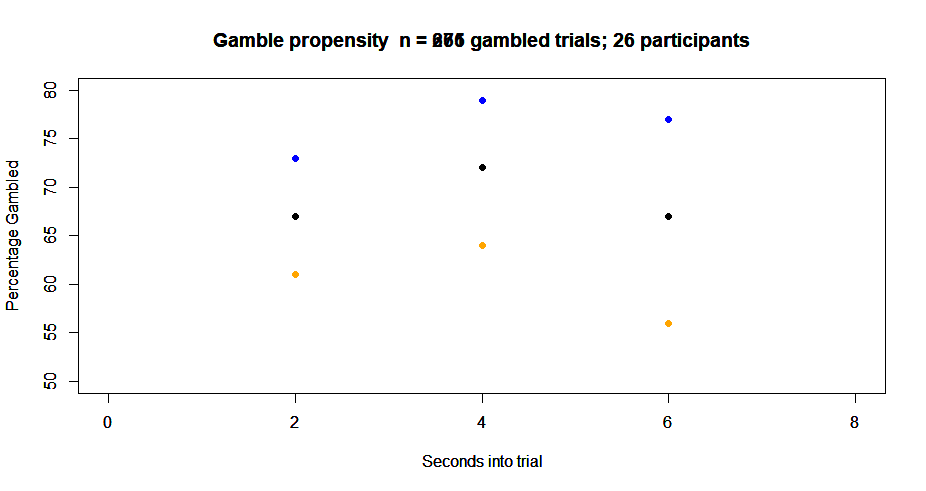 Gamble propensity n = gambled trials; 26 participants
80
75
70
65
60
55
50
Percentage Gambled
0 2 4 6 8
Seconds into trial